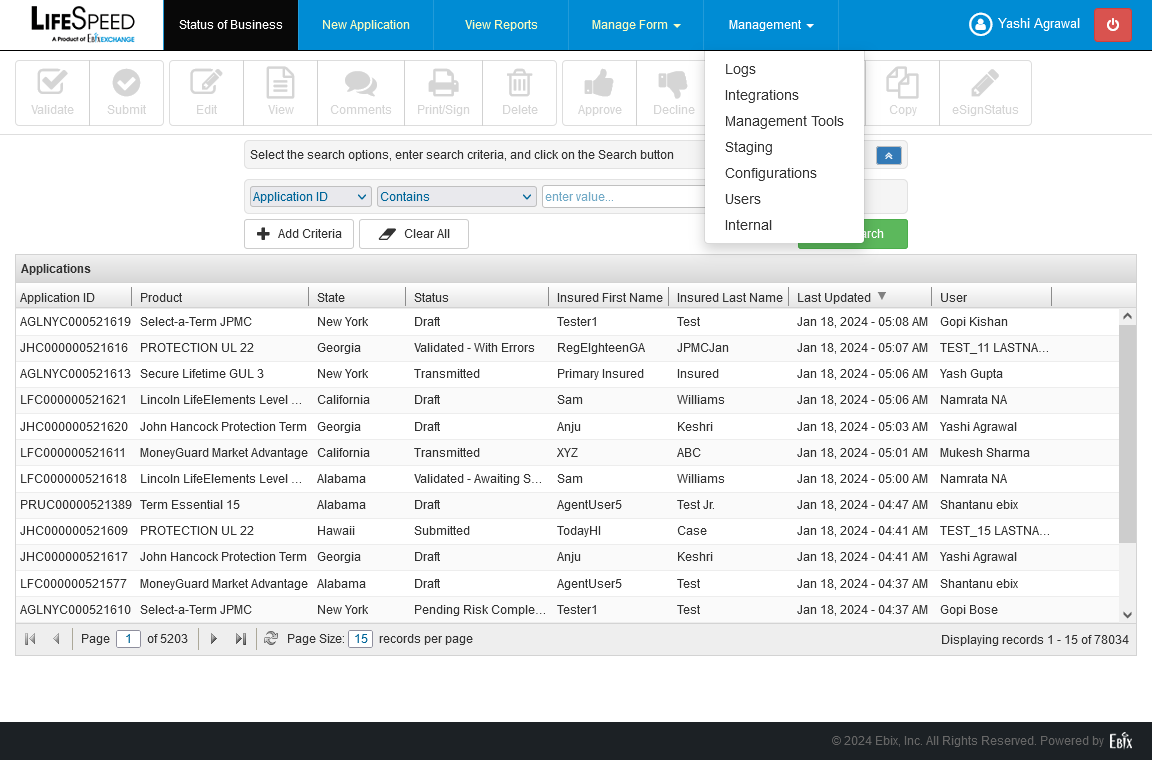 LIFESPEED
A Product of EbixEXCHANGE
Status of Business
New Application
View Reports
Manage Form
Management
Yashi Agrawal
Validate
Submit
Edit
View
Comments
Print/Sign
Delete
Approve
Decline
Copy
eSignStatus
Logs
Integrations
Management Tools
Staging
Configurations
Users
Internal
Select the search options, enter search criteria, and click on the Search button
Application ID
Contains
enter value...
Add Criteria
Clear All
Applications
Application ID Product State Status Insured First Name Insured Last Name Last Updated User
AGLNYC000521619 Select-a-Term JPMC New York Draft Tester1 Test Jan 18, 2024 - 05:08 AM Gopi Kishan
JHC000000521616 PROTECTION UL 22 Georgia Validated - With Errors RegEIghteenGA JPMCJan Jan 18, 2024 - 05:07 AM TEST_11 LASTNA...
AGLNYC000521613 Secure Lifetime GUL 3 New York Transmitted Primary Insured Insured Jan 18, 2024 - 05:06 AM Yash Gupta
LFC000000521621 Lincoln LifeElements Level ... California Draft Sam Williams Jan 18, 2024 - 05:06 AM Namrata NA
JHC000000521620 John Hancock Protection Term Georgia Draft Anju Keshri Jan 18, 2024 - 05:03 AM Yashi Agrawal
LFC000000521611 MoneyGuard Market Advantage California Transmitted XYZ ABC Jan 18, 2024 - 05:01 AM Mukesh Sharma
LFC000000521618 Lincoln LifeElements Level ... Alabama Validated - Awaiting S... Sam Williams Jan 18, 2024 - 05:00 AM Namrata NA
PRUC00000521389 Term Essential 15 Alabama Draft AgentUser5 Test Jr. Jan 18, 2024 - 04:47 AM Shantanu ebix
JHC000000521609 PROTECTION UL 22 Hawaii Submitted TodayHI Case Jan 18, 2024 - 04:41 AM TEST_15 LASTNA...
JHC000000521617 John Hancock Protection Term Georgia Draft Anju Keshri Jan 18, 2024 - 04:41 AM Yashi Agrawal
LFC000000521577 MoneyGuard Market Advantage Alabama Draft AgentUser5 Test Jan 18, 2024 - 04:37 AM Shantanu ebix
AGLNYC000521610 Select-a-Term JPMC New York Pending Risk Comple... Tester1 Test Jan 18, 2024 - 04:37 AM Gopi Bose
Page 1 of 5203 Page Size: 15 records per page Displaying records 1 - 15 of 78034
© 2024 Ebix, Inc. All Rights Reserved. Powered by Ebix